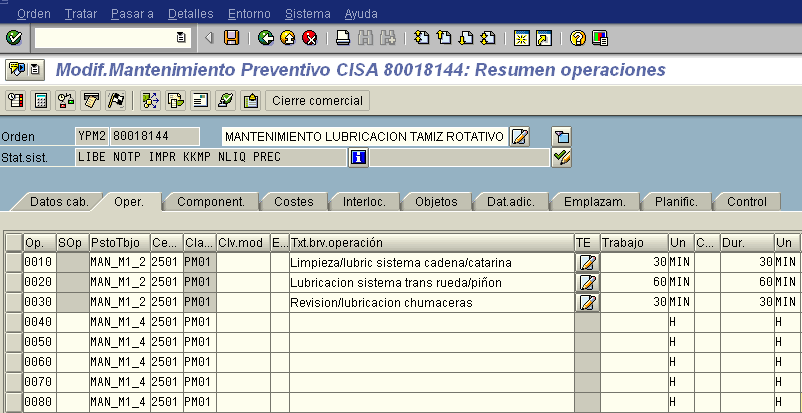 Orden Tratar Pasar a Detalles Entorno Sistema Ayuda
Modif.Mantenimiento Preventivo CISA 80018144: Resumen operaciones
Cierre comercial
Orden YPM2 80018144 MANTENIMIENTO LUBRICACION TAMIZ ROTATIVO
Stat.sist. LIBE NOTP IMPR KKMP NLIQ PREC
Datos cab. Oper. Component. Costes Interloc. Objetos Dat.adic. Emplazam. Planific. Control
Op. SOp PstoTbjo Ce... Cla... Clv.mod E... Txt.brv.operación TE Trabajo Un C... Dur. Un
0010 MAN_M1_2 2501 PM01 Limpieza/lubric sistema cadena/catarina 30 MIN 30 MIN
0020 MAN_M1_2 2501 PM01 Lubricacion sistema trans rueda/piñon 60 MIN 60 MIN
0030 MAN_M1_2 2501 PM01 Revision/lubricacion chumaceras 30 MIN 30 MIN
0040 MAN_M1_4 2501 PM01 H H
0050 MAN_M1_4 2501 PM01 H H
0060 MAN_M1_4 2501 PM01 H H
0070 MAN_M1_4 2501 PM01 H H
0080 MAN_M1_4 2501 PM01 H H